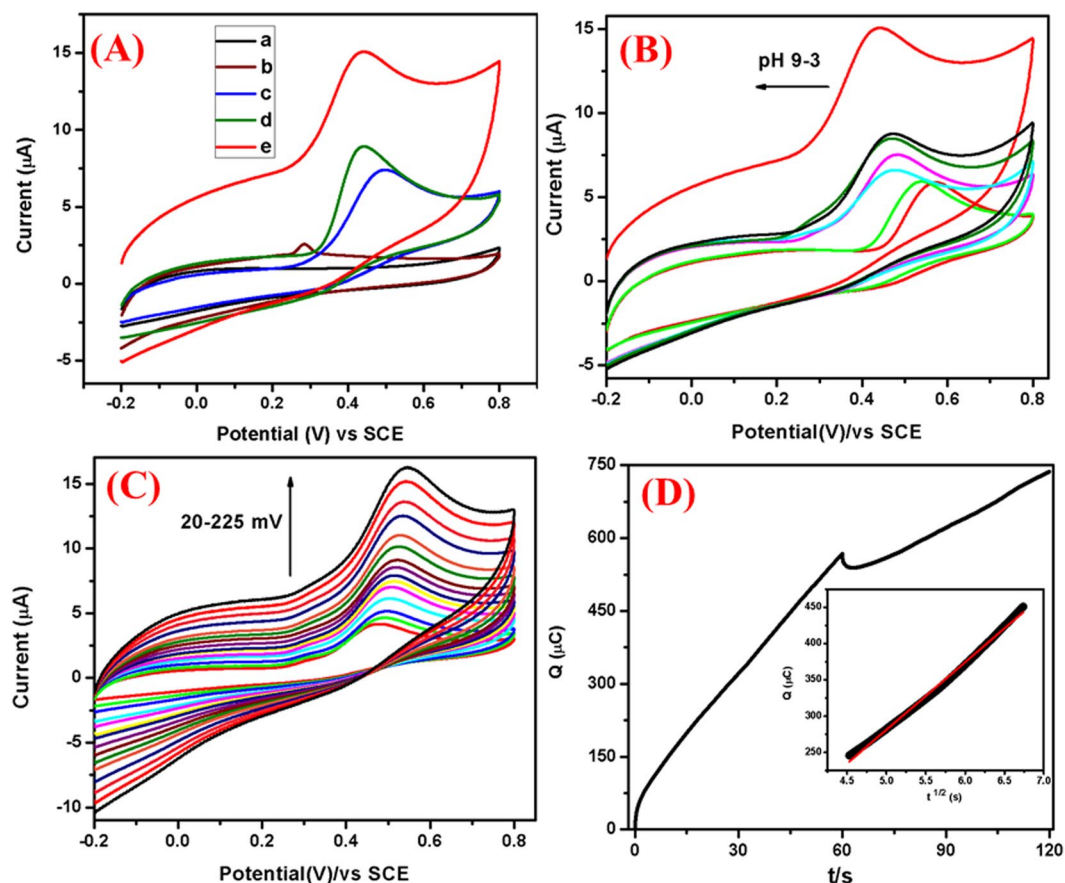 (A)
a
b
c
d
e
15
10
5
0
-5
Current (µA)
-0.2
0.0
0.2
0.4
0.6
0.8
Potential (V) vs SCE
(B)
pH 9-3
15
10
5
0
-5
Current (µA)
-0.2
0.0
0.2
0.4
0.6
0.8
Potential(V)/vs SCE
(C)
20-225 mV
15
10
5
0
-5
-10
Current (µA)
-0.2
0.0
0.2
0.4
0.6
0.8
Potential(V)/vs SCE
(D)
750
600
450
300
150
0
Q (µC)
0
30
60
90
120
t/s
450
400
350
300
250
Q (µC)
4.5
5.0
5.5
6.0
6.5
7.0
t 1/2 (s)